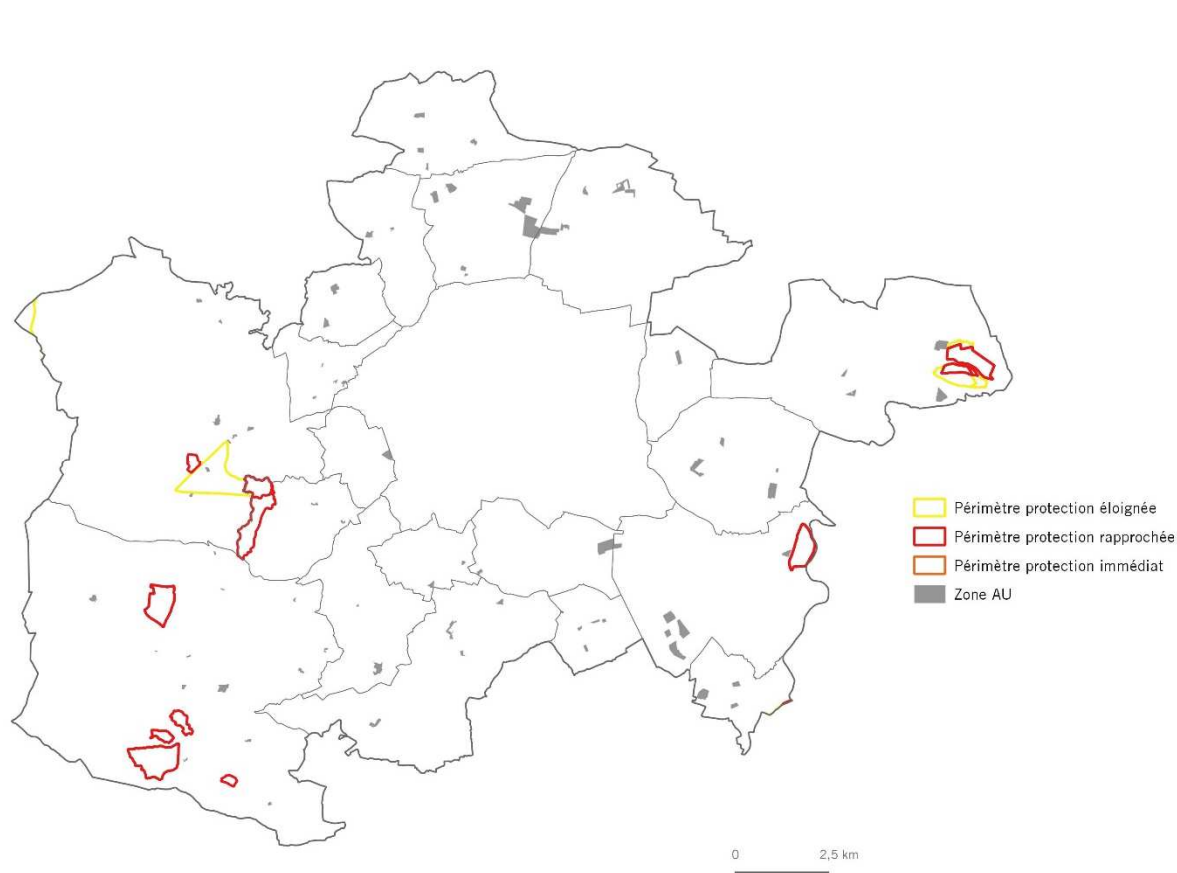 Périmètre protection éloignée
Périmètre protection rapprochée
Périmètre protection immédiat
Zone AU
0 2,5 km